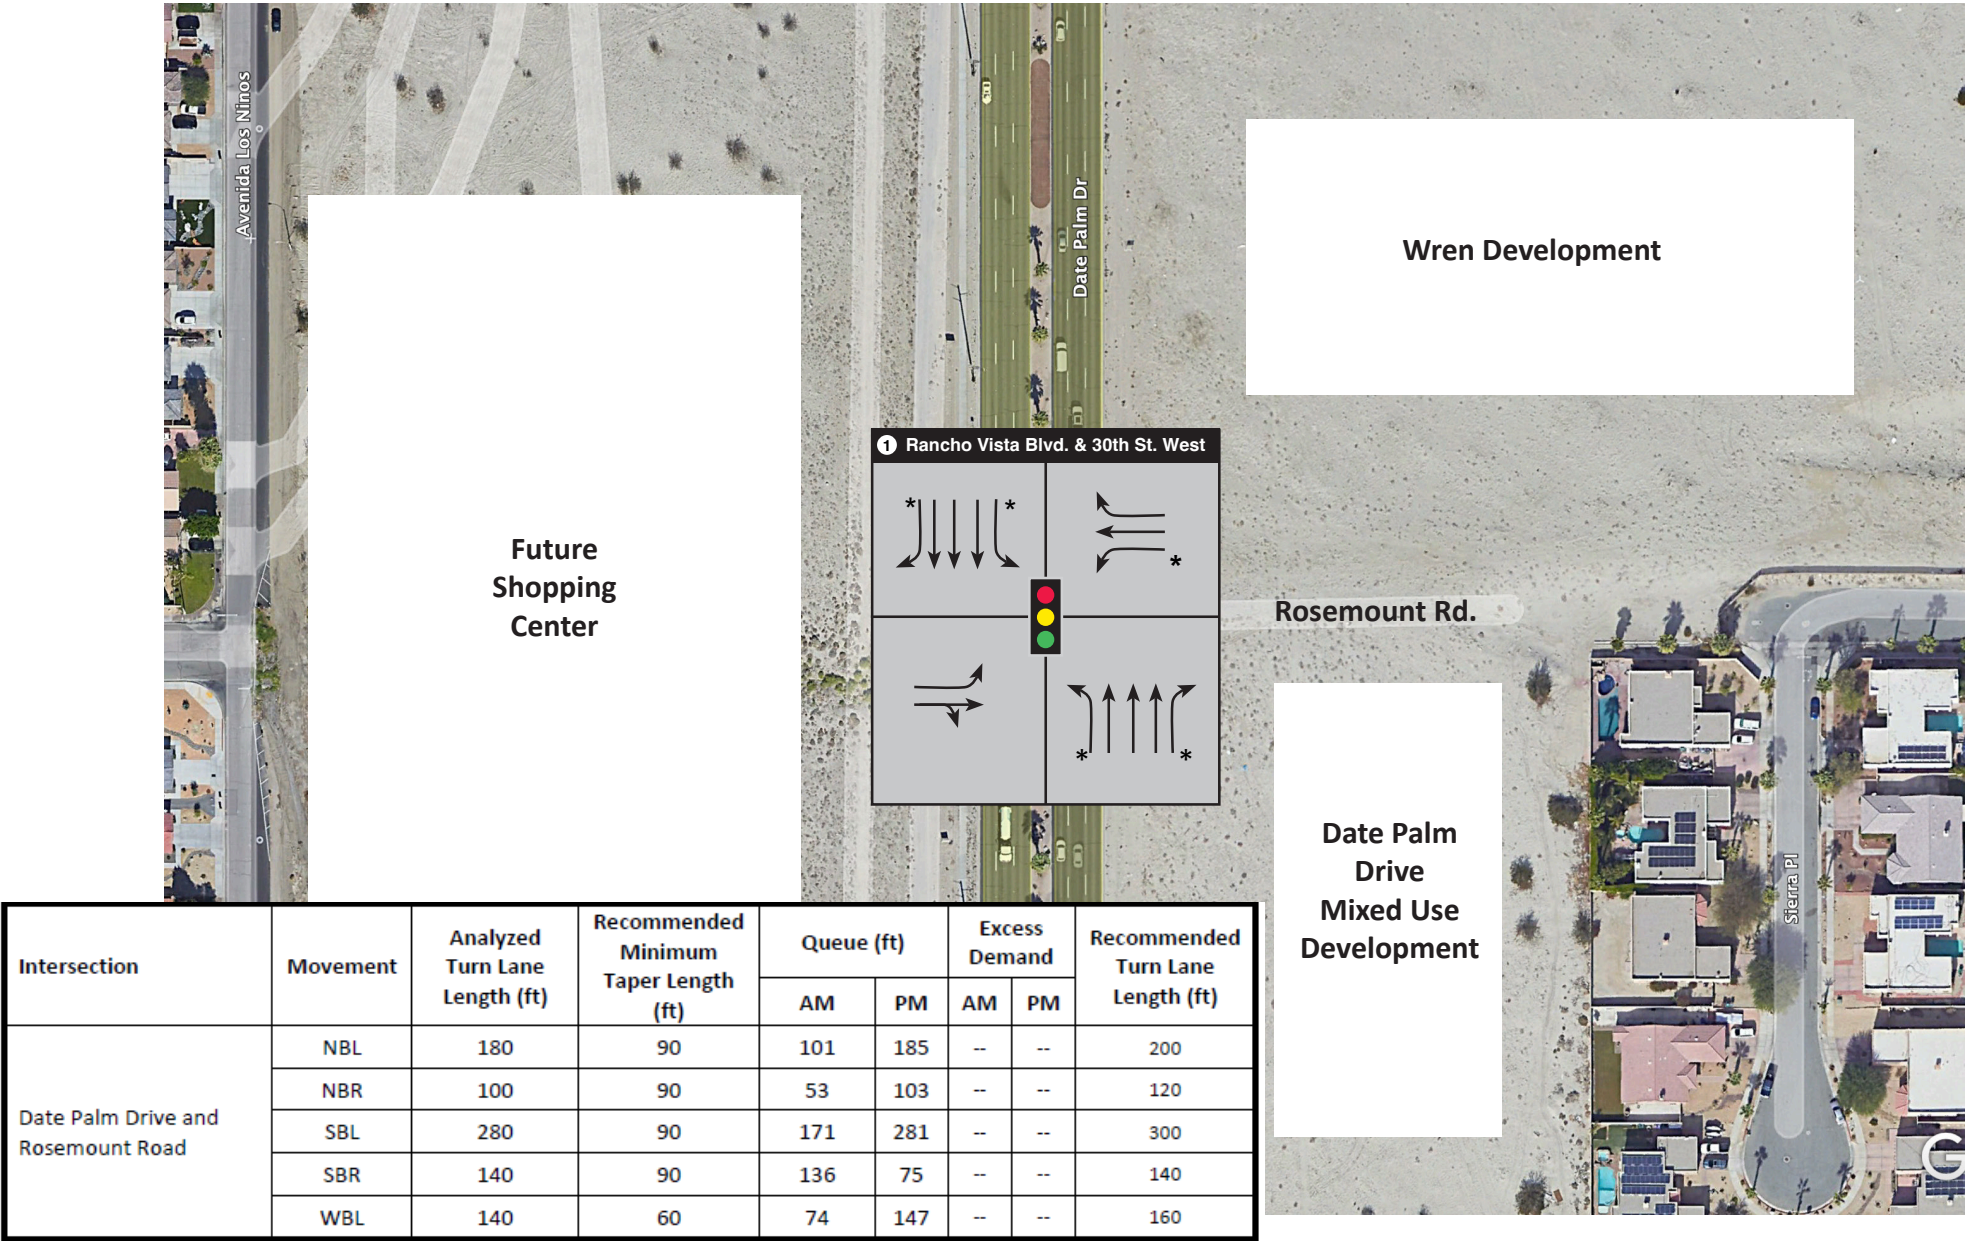 Avenida Los Ninos
Date Palm Dr
Wren Development
1 Rancho Vista Blvd. & 30th St. West
* *
*
* *
Future
Shopping
Center
Rosemount Rd.
Date Palm
Drive
Mixed Use
Development
Sierra Pl
G
Intersection Movement Analyzed Turn Lane Length (ft) Recommended Minimum Taper Length (ft) Queue (ft) Excess Demand Recommended Turn Lane Length (ft)
AM PM AM PM
Date Palm Drive and
Rosemount Road
NBL 180 90 101 185 -- -- 200
NBR 100 90 53 103 -- -- 120
SBL 280 90 171 281 -- -- 300
SBR 140 90 136 75 -- -- 140
WBL 140 60 74 147 -- -- 160